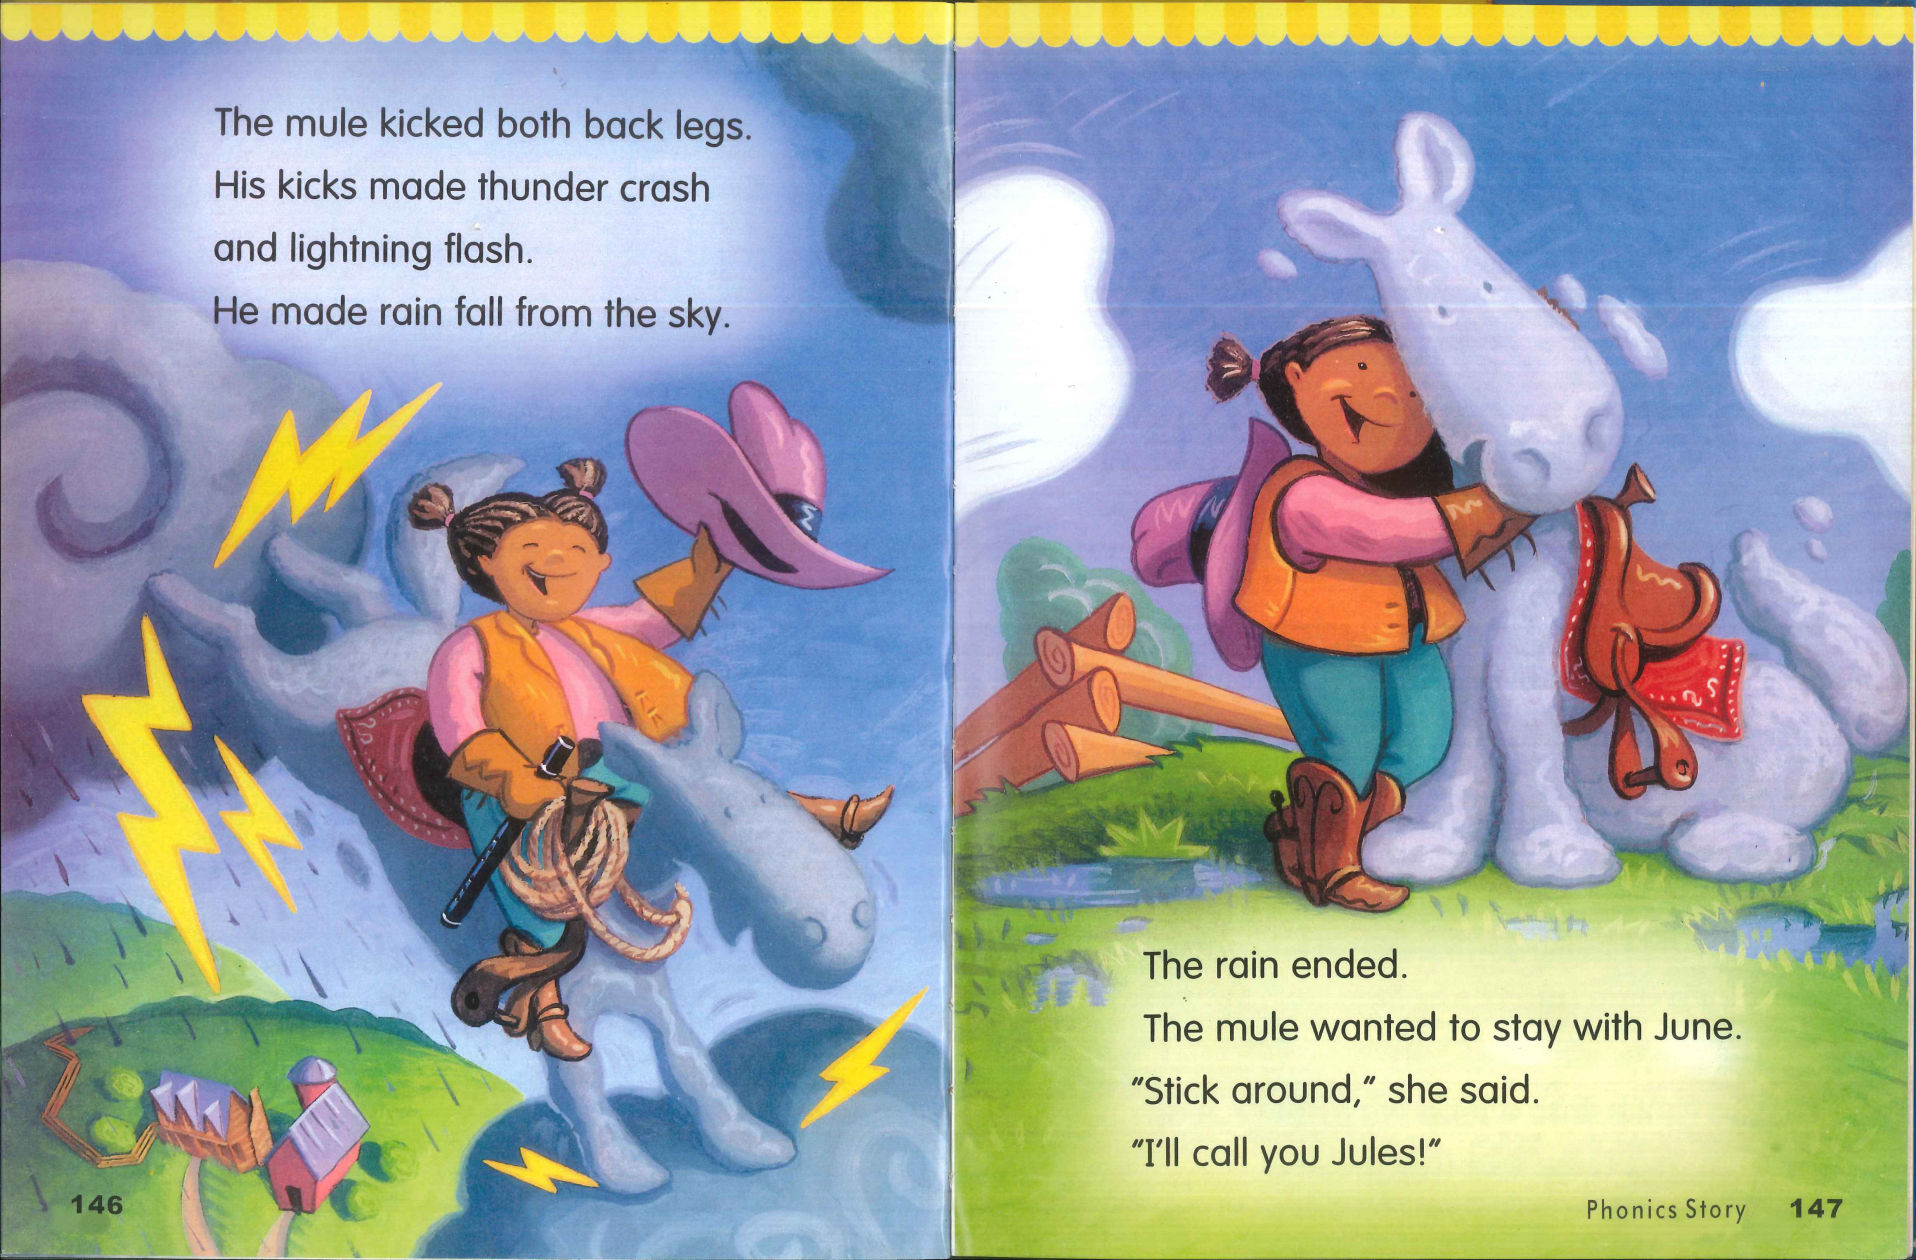 The mule kicked both back legs.
His kicks made thunder crash
and lightning flash.
He made rain fall from the sky.
146
The rain ended.
The mule wanted to stay with June.
"Stick around," she said.
"I'll call you Jules!"
Phonics Story 147